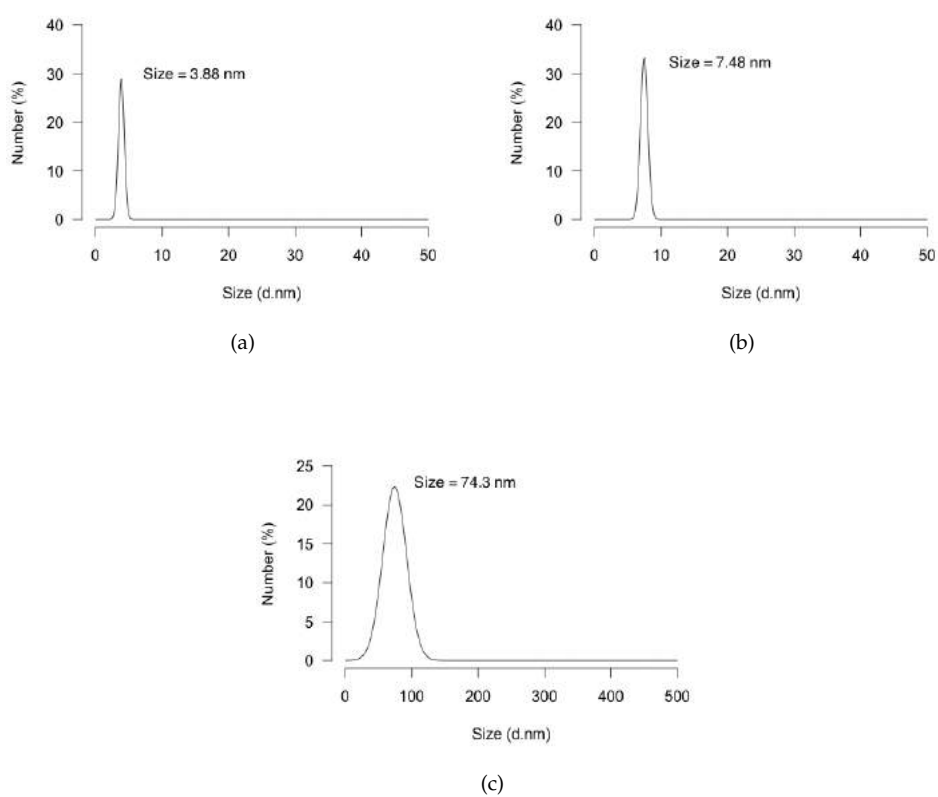 40
30
20
10
0
Number (%)
Size = 3.88 nm
0 10 20 30 40 50
Size (d.nm)
(a)
40
30
20
10
0
Number (%)
Size = 7.48 nm
0 10 20 30 40 50
Size (d.nm)
(b)
25
20
15
10
5
0
Number (%)
Size = 74.3 nm
0 100 200 300 400 500
Size (d.nm)
(c)